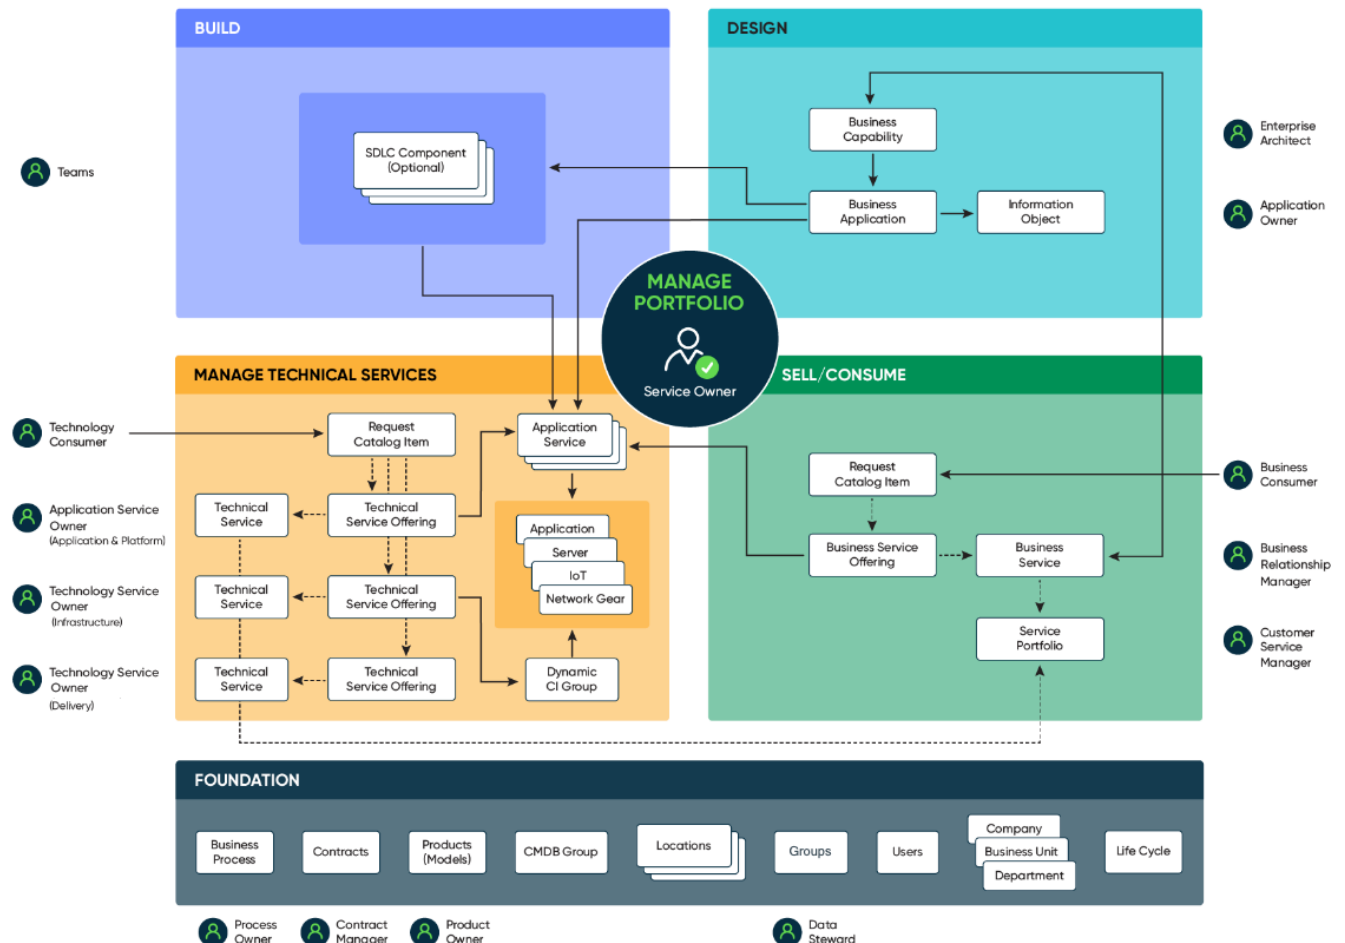 BUILD
DESIGN
SDLC Component
(Optional)
Business
Capability
Business
Application
Information
Object
Teams
Enterprise
Architect
Application
Owner
MANAGE
PORTFOLIO
Service Owner
MANAGE TECHNICAL SERVICES
SELL/CONSUME
Technology
Consumer
Application Service
Owner
(Application & Platform)
Technology Service
Owner
(Infrastructure)
Technology Service
Owner
(Delivery)
Request
Catalog Item
Application
Service
Technical
Service
Technical
Service Offering
Technical
Service
Technical
Service Offering
Technical
Service
Technical
Service Offering
Application
Server
IoT
Network Gear
Dynamic
CI Group
Request
Catalog Item
Business Service
Offering
Business
Service
Service
Portfolio
Business
Consumer
Business
Relationship
Manager
Customer
Service
Manager
FOUNDATION
Business
Process
Contracts
Products
(Models)
CMDB Group
Locations
Groups
Users
Company
Business Unit
Department
Life Cycle
Process
Owner
Contract
Manager
Product
Owner
Data
Steward